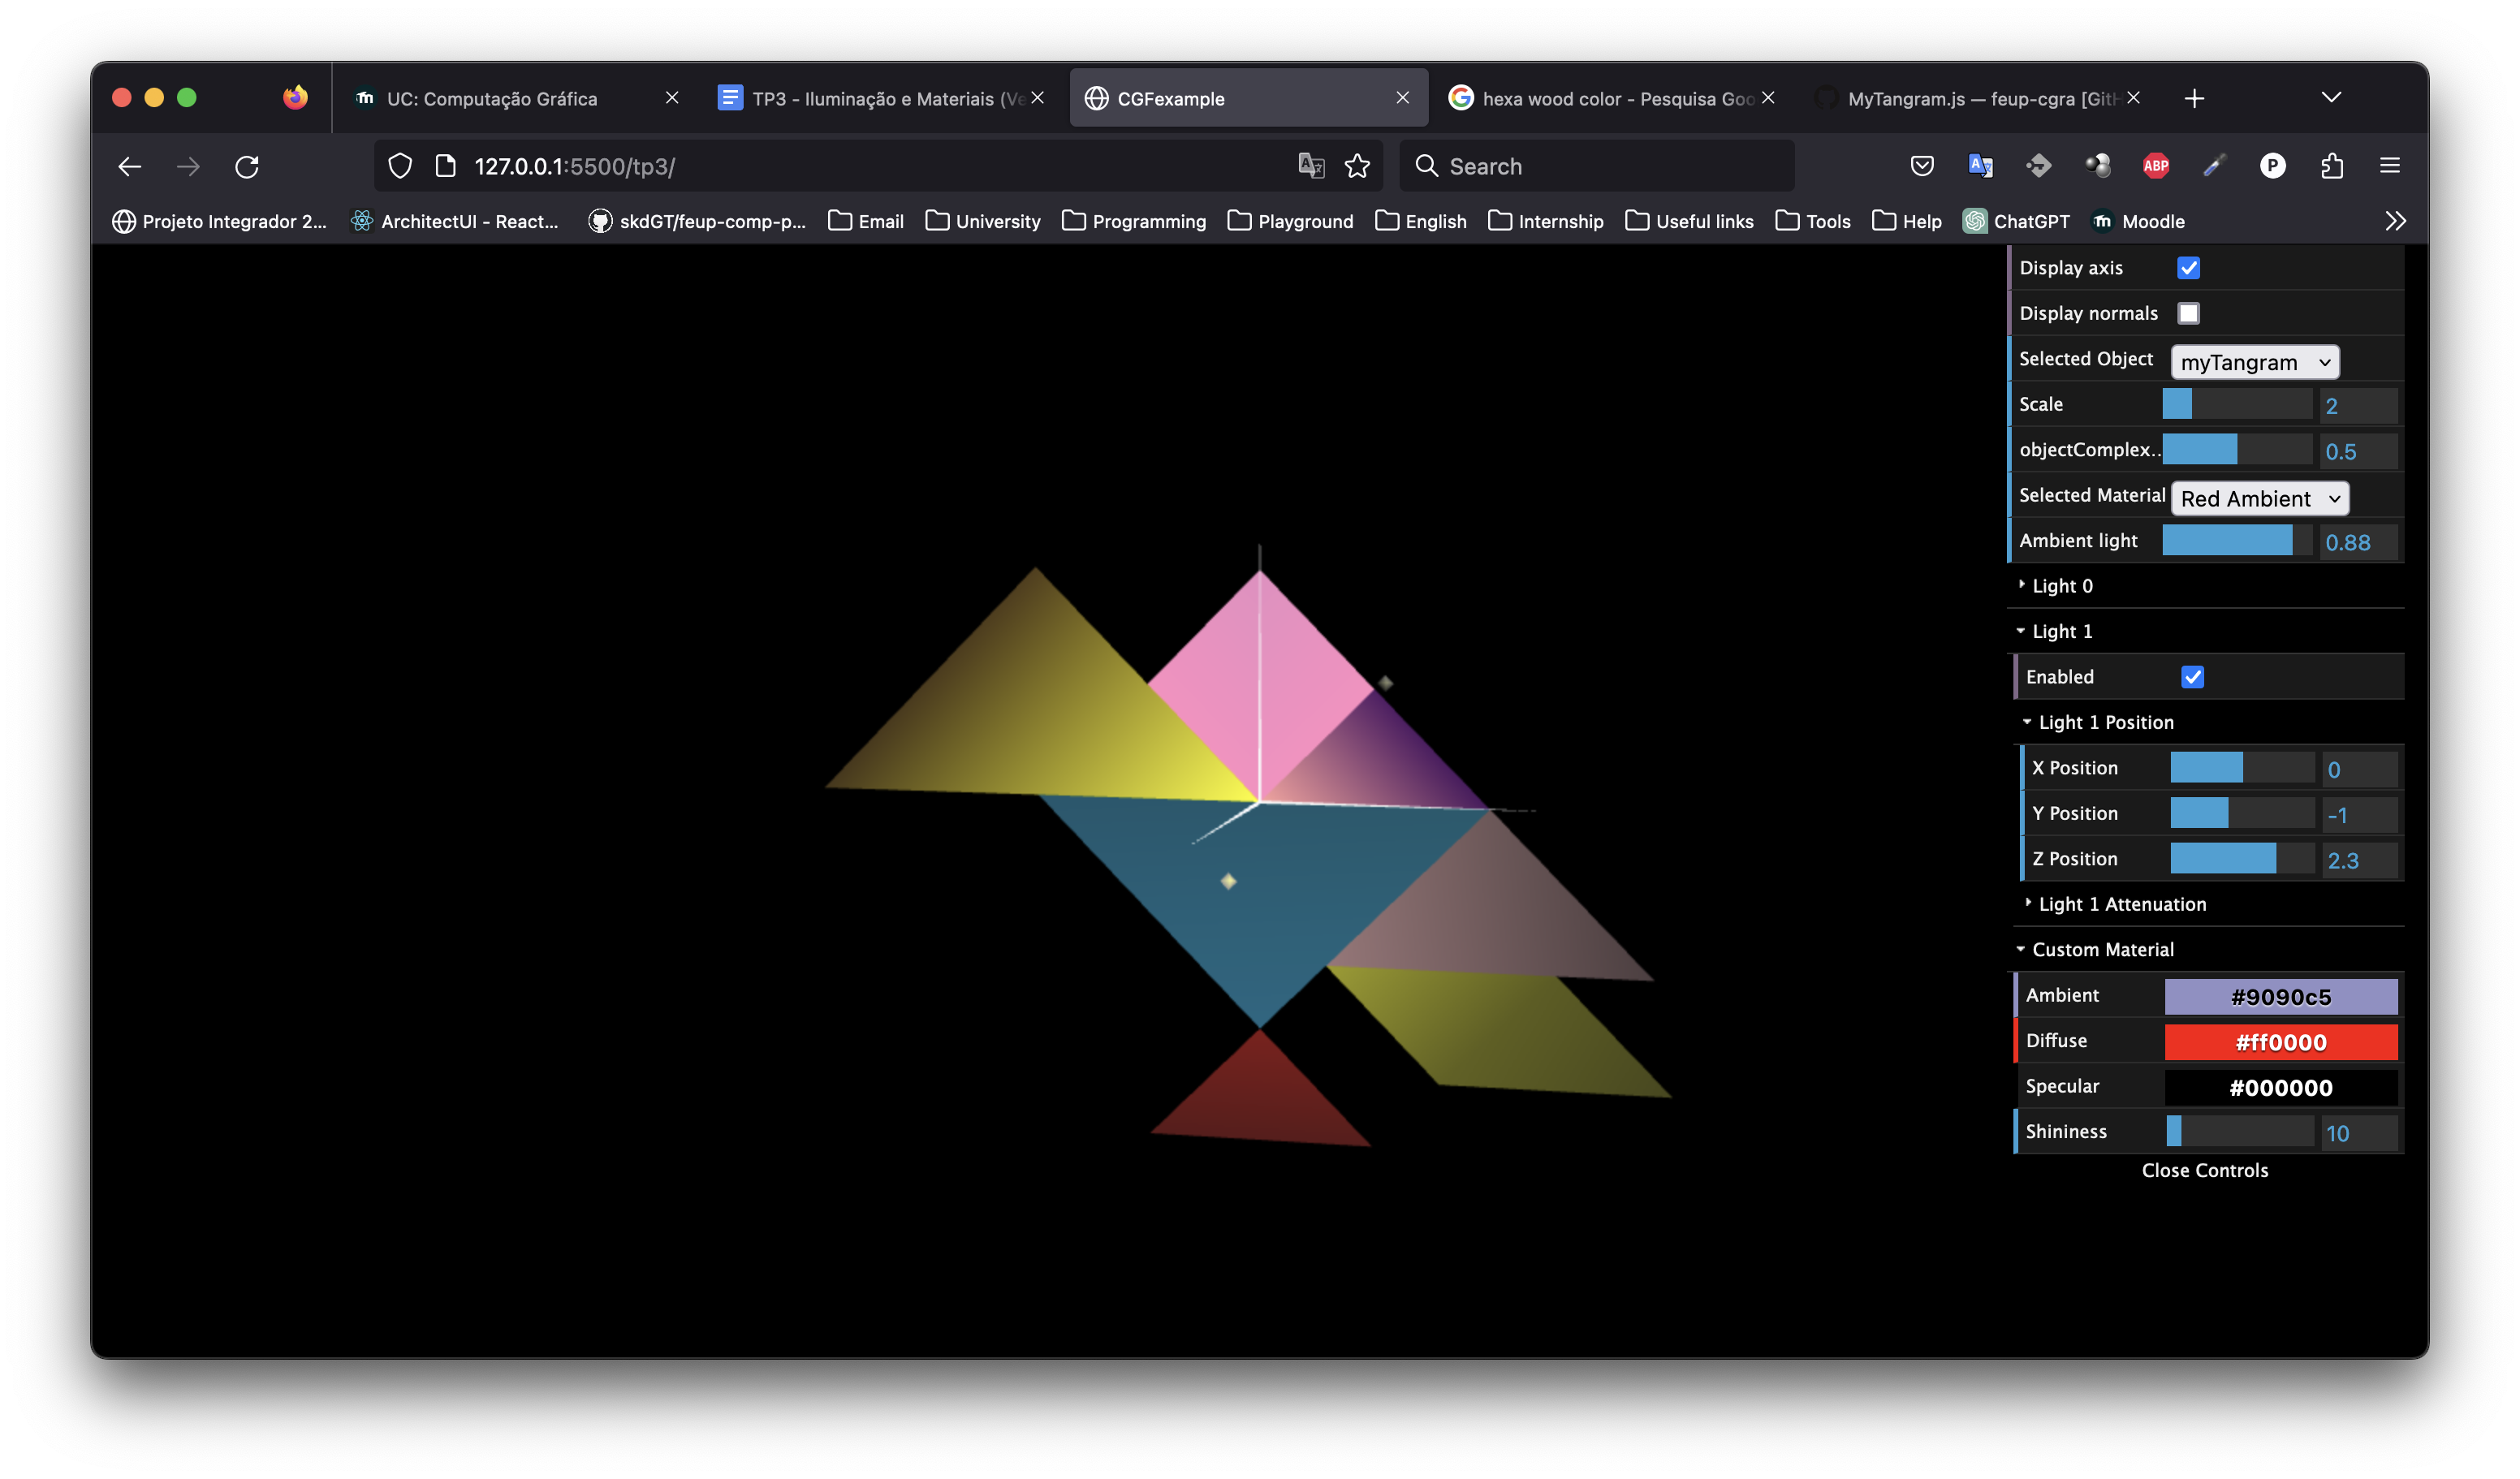 UC: Computação Gráfica
TP3 - Iluminação e Materiais (Ve
CGFexample
hexa wood color - Pesquisa Goo
MyTangram.js — feup-cgra [GitH
127.0.0.1:5500/tp3/
Search
ABP
P
Projeto Integrador 2...
ArchitectUI - React...
skdGT/feup-comp-p...
Email
University
Programming
Playground
English
Internship
Useful links
Tools
Help
ChatGPT
Moodle
Display axis
Display normals
Selected Object myTangram
Scale 2
objectComplex.. 0.5
Selected Material Red Ambient
Ambient light 0.88
Light 0
Light 1
Enabled
Light 1 Position
X Position 0
Y Position -1
Z Position 2.3
Light 1 Attenuation
Custom Material
Ambient #9090c5
Diffuse #ff0000
Specular #000000
Shininess 10
Close Controls